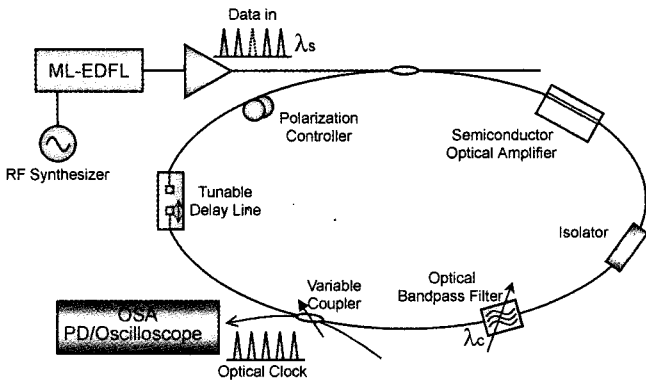 Data in
λs
ML-EDFL
Polarization
Controller
Semiconductor
Optical Amplifier
RF Synthesizer
Tunable
Delay Line
Isolator
Variable
Coupler
Optical
Bandpass Filter
λc
OSA
PD/Oscilloscope
Optical Clock